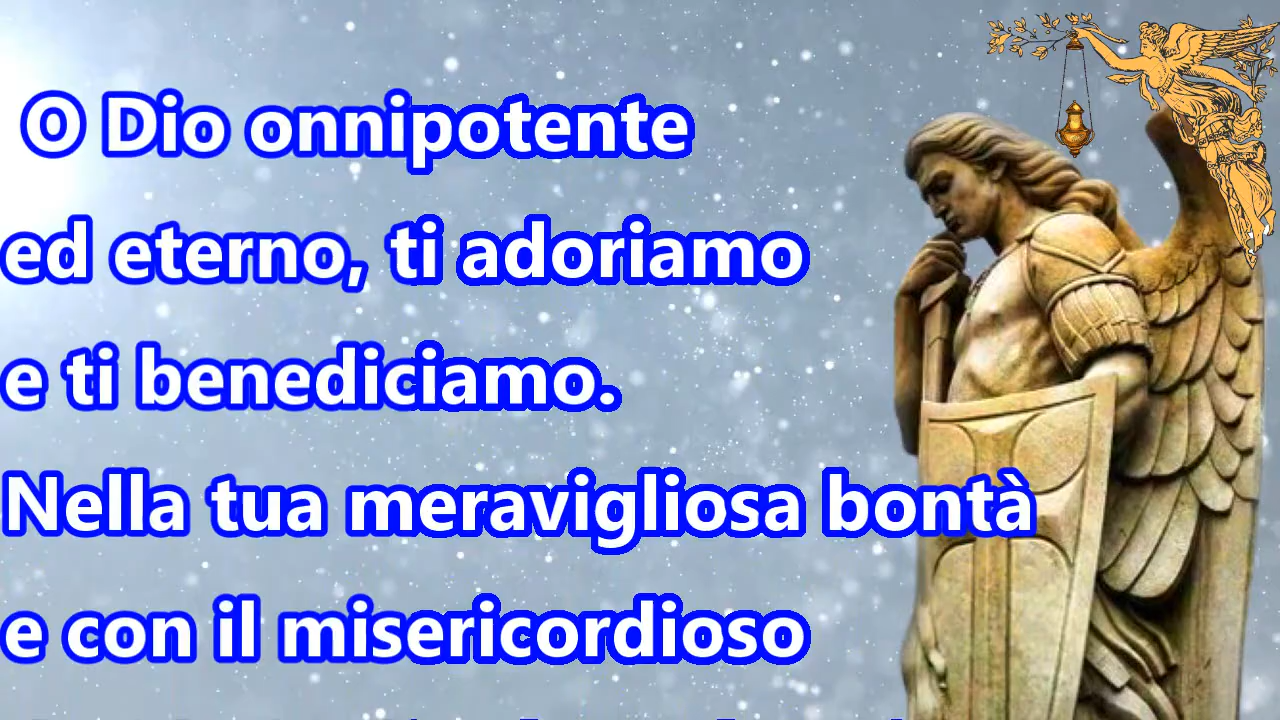 O Dio onnipotente
ed eterno, ti adoriamo
e ti benediciamo.
Nella tua meravigliosa bontà
e con il misericordioso